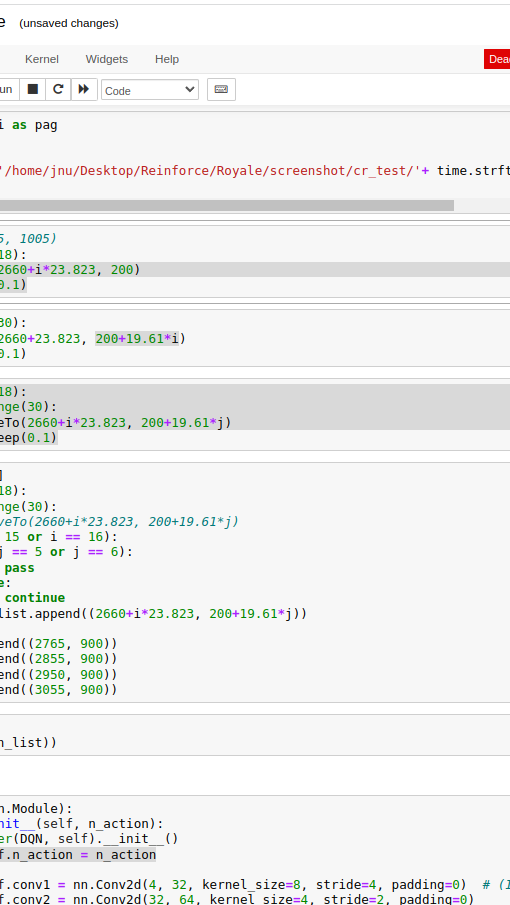 e (unsaved changes)
Kernel Widgets Help Dead
un Code
i as pag
'/home/jnu/Desktop/Reinforce/Royale/screenshot/cr_test/'+ time.strft
5, 1005)
18):
2660+i*23.823, 200)
0.1)
30):
2660+23.823, 200+19.61*i)
0.1)
18):
nge(30):
eTo(2660+i*23.823, 200+19.61*j)
eep(0.1)
]
18):
nge(30):
veTo(2660+i*23.823, 200+19.61*j)
15 or i == 16):
j == 5 or j == 6):
pass
e:
continue
list.append((2660+i*23.823, 200+19.61*j))
end((2765, 900))
end((2855, 900))
end((2950, 900))
end((3055, 900))
n_list))
n.Module):
nit__(self, n_action):
er(DQN, self).__init__()
f.n_action = n_action
f.conv1 = nn.Conv2d(4, 32, kernel_size=8, stride=4, padding=0) # (1
f.conv2 = nn.Conv2d(32, 64, kernel_size=4, stride=2, padding=0)